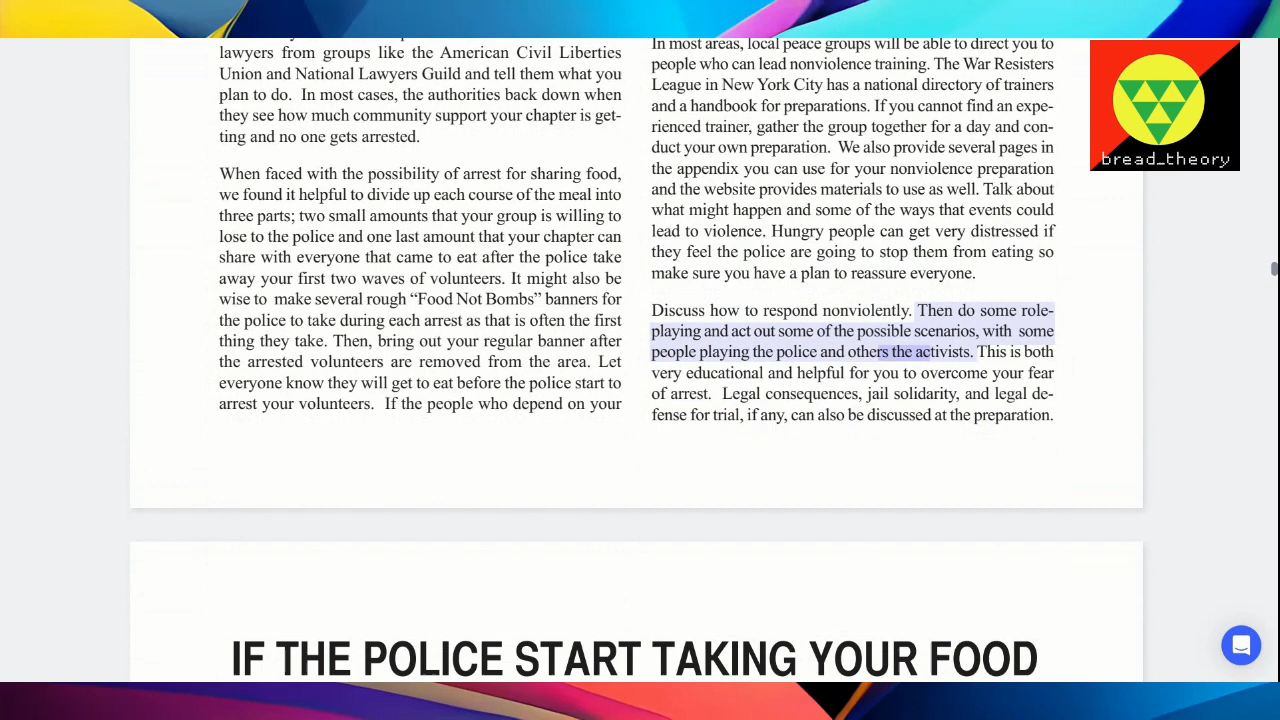 lawyers from groups like the American Civil Liberties
Union and National Lawyers Guild and tell them what you
plan to do. In most cases, the authorities back down when
they see how much community support your chapter is get-
ting and no one gets arrested.
When faced with the possibility of arrest for sharing food,
we found it helpful to divide up each course of the meal into
three parts; two small amounts that your group is willing to
lose to the police and one last amount that your chapter can
share with everyone that came to eat after the police take
away your first two waves of volunteers. It might also be
wise to make several rough “Food Not Bombs” banners for
the police to take during each arrest as that is often the first
thing they take. Then, bring out your regular banner after
the arrested volunteers are removed from the area. Let
everyone know they will get to eat before the police start to
arrest your volunteers. If the people who depend on your
In most areas, local peace groups will be able to direct you to
people who can lead nonviolence training. The War Resisters
League in New York City has a national directory of trainers
and a handbook for preparations. If you cannot find an expe-
rienced trainer, gather the group together for a day and con-
duct your own preparation. We also provide several pages in
the appendix you can use for your nonviolence preparation
and the website provides materials to use as well. Talk about
what might happen and some of the ways that events could
lead to violence. Hungry people can get very distressed if
they feel the police are going to stop them from eating so
make sure you have a plan to reassure everyone.
Discuss how to respond nonviolently. Then do some role-
playing and act out some of the possible scenarios, with some
people playing the police and others the activists. This is both
very educational and helpful for you to overcome your fear
of arrest. Legal consequences, jail solidarity, and legal de-
fense for trial, if any, can also be discussed at the preparation.
bread_theory
IF THE POLICE START TAKING YOUR FOOD